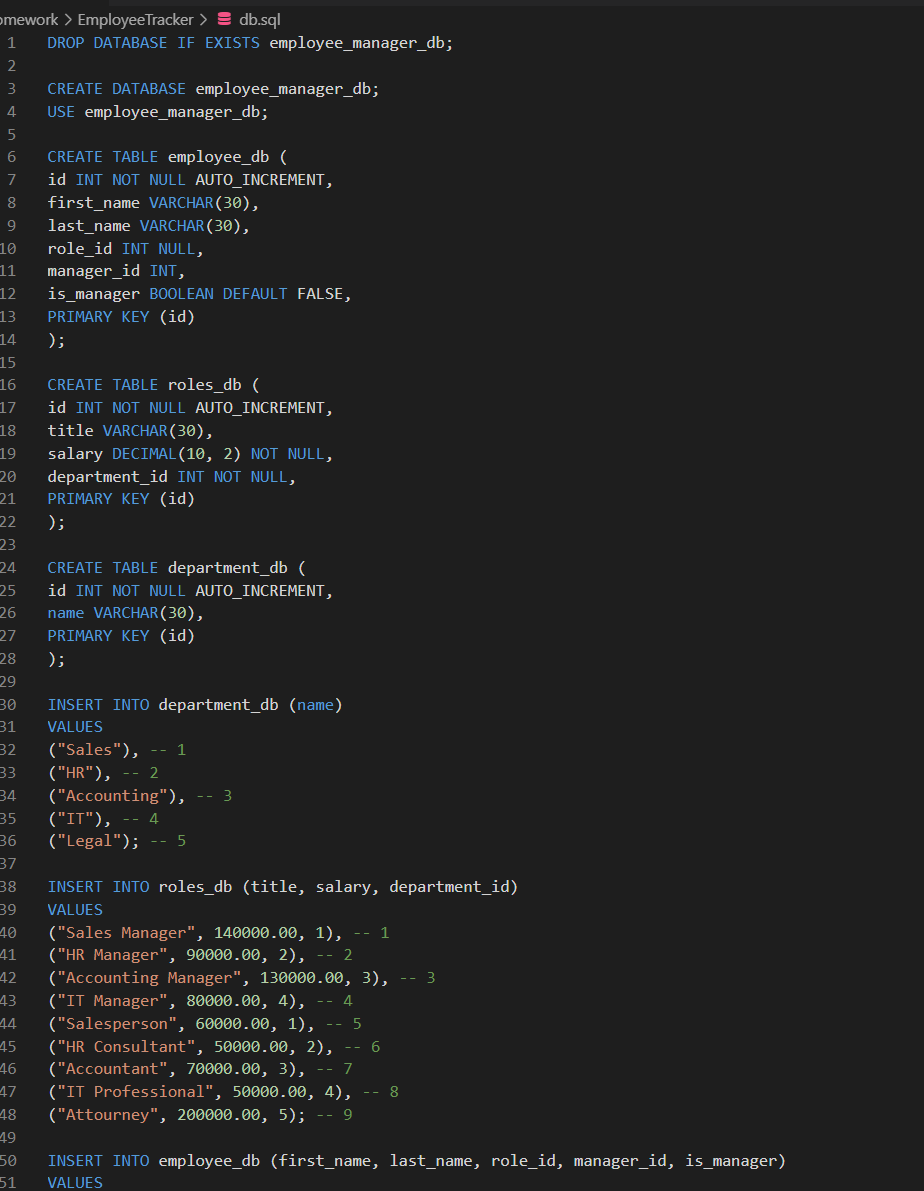 omework > EmployeeTracker > db.sql
1 DROP DATABASE IF EXISTS employee_manager_db;
2
3 CREATE DATABASE employee_manager_db;
4 USE employee_manager_db;
5
6 CREATE TABLE employee_db (
7 id INT NOT NULL AUTO_INCREMENT,
8 first_name VARCHAR(30),
9 last_name VARCHAR(30),
10 role_id INT NULL,
11 manager_id INT,
12 is_manager BOOLEAN DEFAULT FALSE,
13 PRIMARY KEY (id)
14 );
15
16 CREATE TABLE roles_db (
17 id INT NOT NULL AUTO_INCREMENT,
18 title VARCHAR(30),
19 salary DECIMAL(10, 2) NOT NULL,
20 department_id INT NOT NULL,
21 PRIMARY KEY (id)
22 );
23
24 CREATE TABLE department_db (
25 id INT NOT NULL AUTO_INCREMENT,
26 name VARCHAR(30),
27 PRIMARY KEY (id)
28 );
29
30 INSERT INTO department_db (name)
31 VALUES
32 ("Sales"), -- 1
33 ("HR"), -- 2
34 ("Accounting"), -- 3
35 ("IT"), -- 4
36 ("Legal"); -- 5
37
38 INSERT INTO roles_db (title, salary, department_id)
39 VALUES
40 ("Sales Manager", 140000.00, 1), -- 1
41 ("HR Manager", 90000.00, 2), -- 2
42 ("Accounting Manager", 130000.00, 3), -- 3
43 ("IT Manager", 80000.00, 4), -- 4
44 ("Salesperson", 60000.00, 1), -- 5
45 ("HR Consultant", 50000.00, 2), -- 6
46 ("Accountant", 70000.00, 3), -- 7
47 ("IT Professional", 50000.00, 4), -- 8
48 ("Attourney", 200000.00, 5); -- 9
49
50 INSERT INTO employee_db (first_name, last_name, role_id, manager_id, is_manager)
51 VALUES